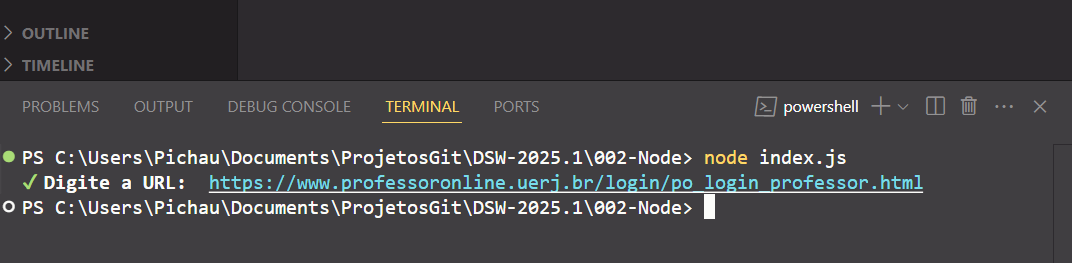 OUTLINE
TIMELINE
PROBLEMS OUTPUT DEBUG CONSOLE TERMINAL PORTS powershell
PS C:\Users\Pichau\Documents\ProjetosGit\DSW-2025.1\002-Node> node index.js
✓ Digite a URL: https://www.professoronline.uerj.br/login/po_login_professor.html
PS C:\Users\Pichau\Documents\ProjetosGit\DSW-2025.1\002-Node>